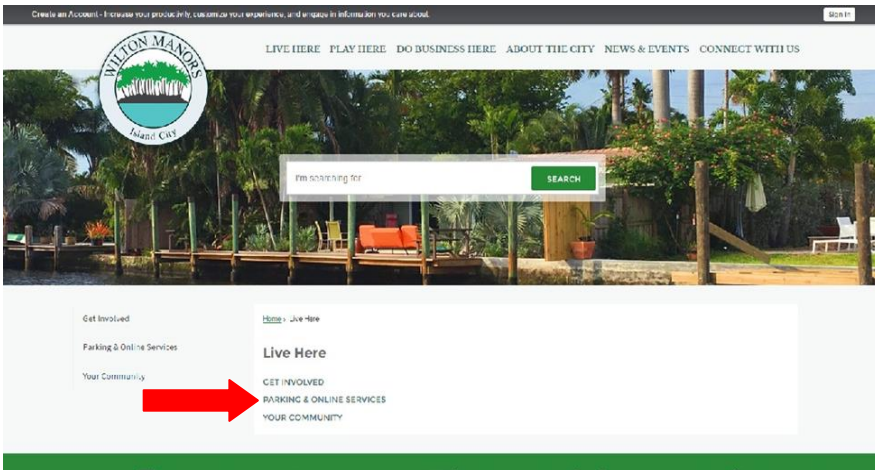 Create an Account - Increase your productivity, customize your experience, and engage in information you care about.
Sign In
WILTON MANORS
Island City
LIVE HERE PLAY HERE DO BUSINESS HERE ABOUT THE CITY NEWS & EVENTS CONNECT WITH US
I'm searching for
SEARCH
Get Involved
Parking & Online Services
Your Community
Home › Live Here
Live Here
GET INVOLVED
PARKING & ONLINE SERVICES
YOUR COMMUNITY